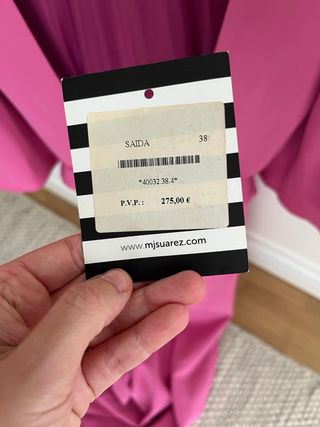 SAIDA 38
*40032.38.4*
P.V.P. : 275,00 €
www.mjsuarez.com